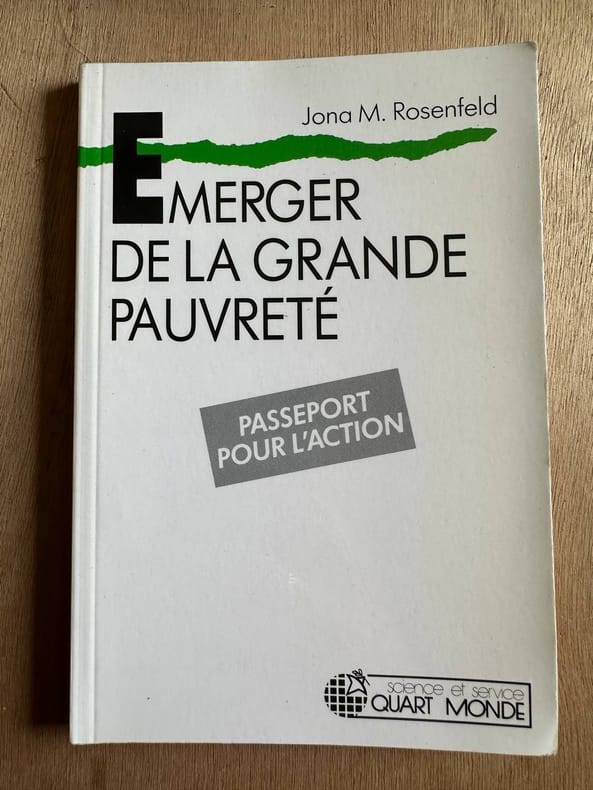 Jona M. Rosenfeld
EMERGER
DE LA GRANDE
PAUVRETÉ
PASSEPORT
POUR L'ACTION
science et service
QUART MONDE